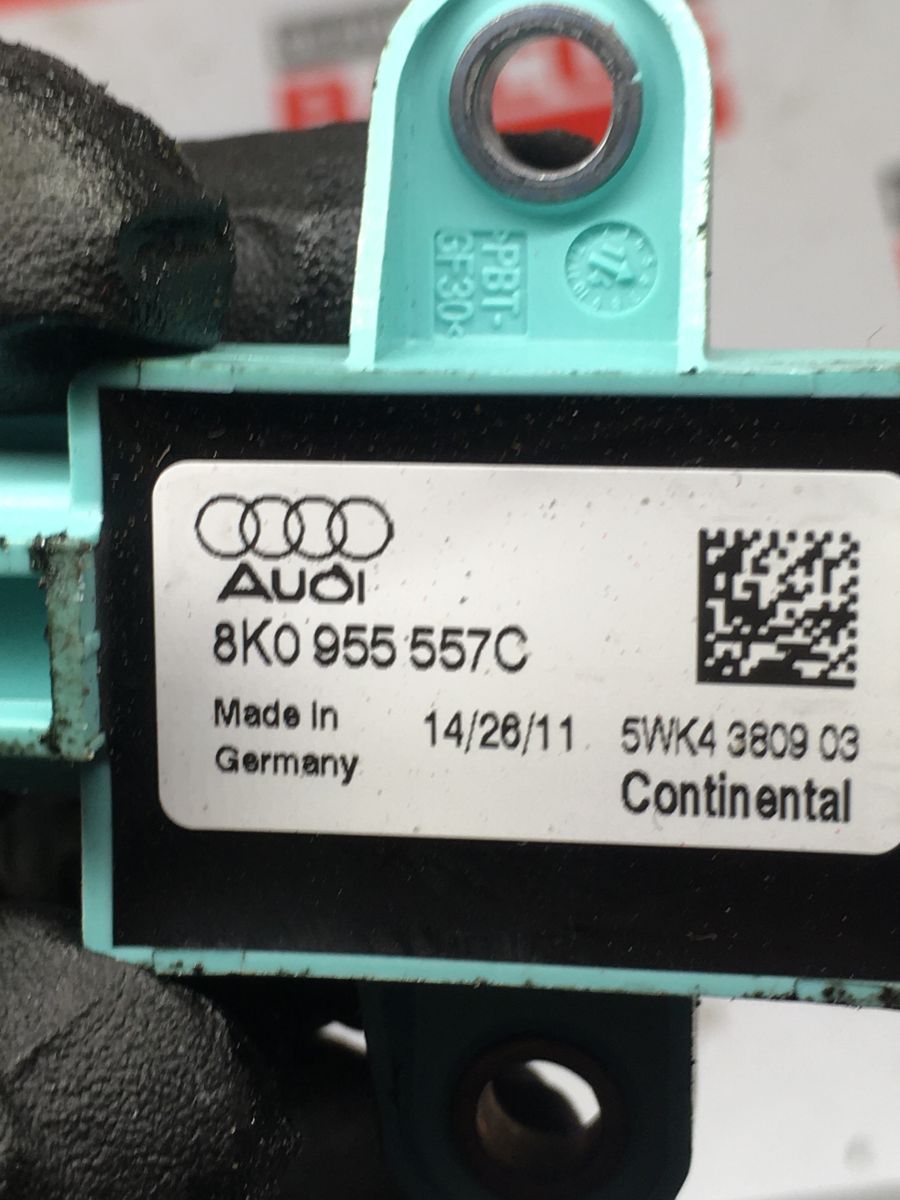 >PBT-
GF30<
AUDI
8K0 955 557C
Made in
Germany
14/26/11
5WK4 3809 03
Continental